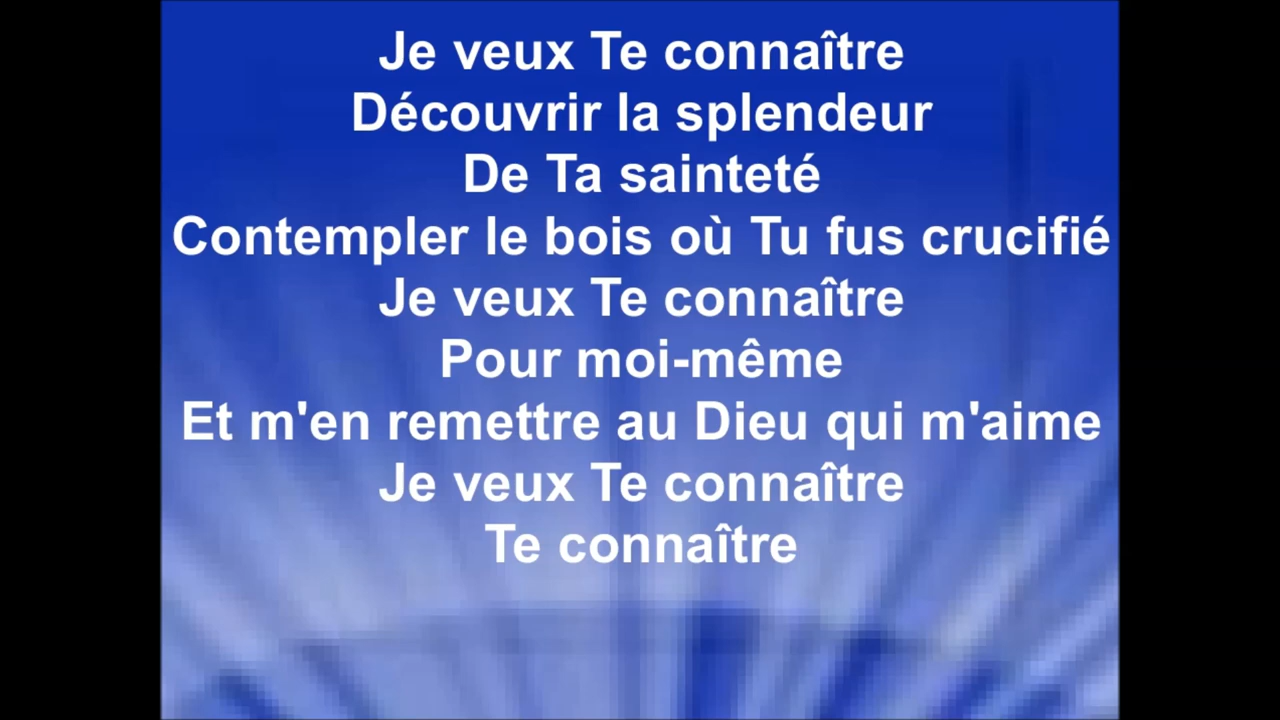 Je veux Te connaître
Découvrir la splendeur
De Ta sainteté
Contempler le bois où Tu fus crucifié
Je veux Te connaître
Pour moi-même
Et m'en remettre au Dieu qui m'aime
Je veux Te connaître
Te connaître